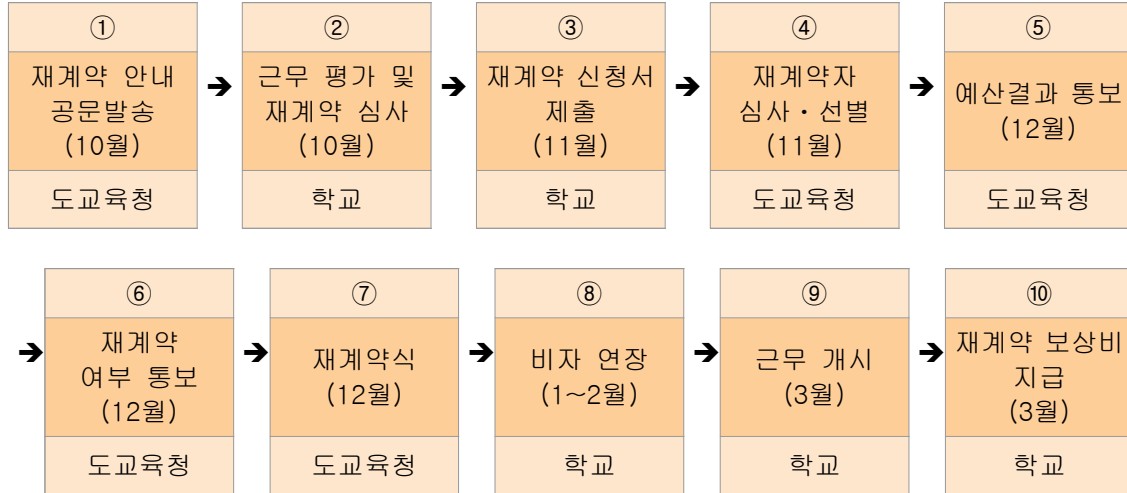 ① ② ③ ④ ⑤
재계약 안내 공문발송 (10월) ➔ 근무 평가 및 재계약 심사 (10월) ➔ 재계약 신청서 제출 (11월) ➔ 재계약자 심사・선별 (11월) ➔ 예산결과 통보 (12월)
도교육청 학교 학교 도교육청 도교육청
⑥ ⑦ ⑧ ⑨ ⑩
➔ 재계약 여부 통보 (12월) ➔ 재계약식 (12월) ➔ 비자 연장 (1~2월) ➔ 근무 개시 (3월) ➔ 재계약 보상비 지급 (3월)
도교육청 도교육청 학교 학교 학교